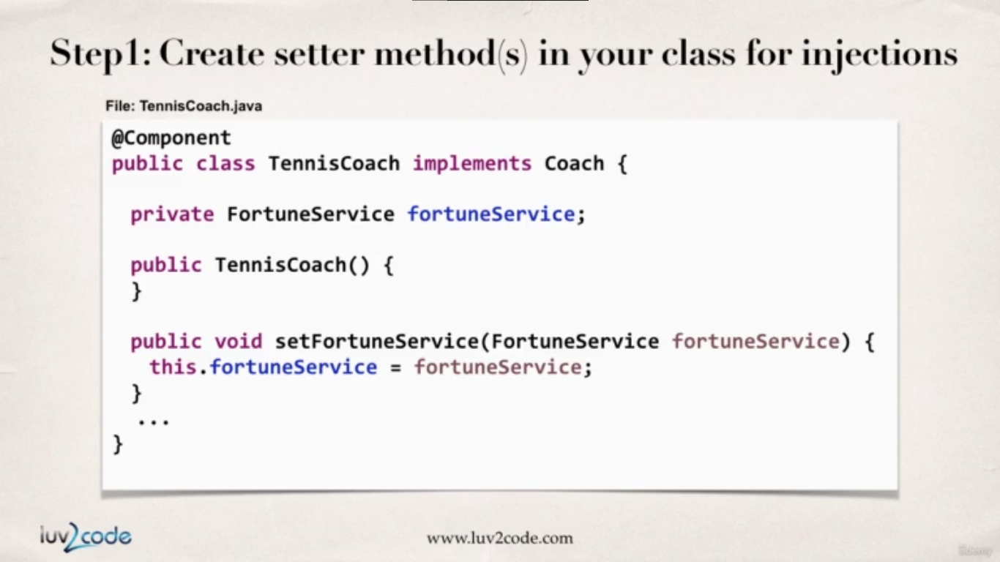 Step1: Create setter method(s) in your class for injections
File: TennisCoach.java
@Component
public class TennisCoach implements Coach {
private FortuneService fortuneService;
public TennisCoach() {
}
public void setFortuneService(FortuneService fortuneService) {
this.fortuneService = fortuneService;
}
...
}
luv2code
www.luv2code.com
Udemy